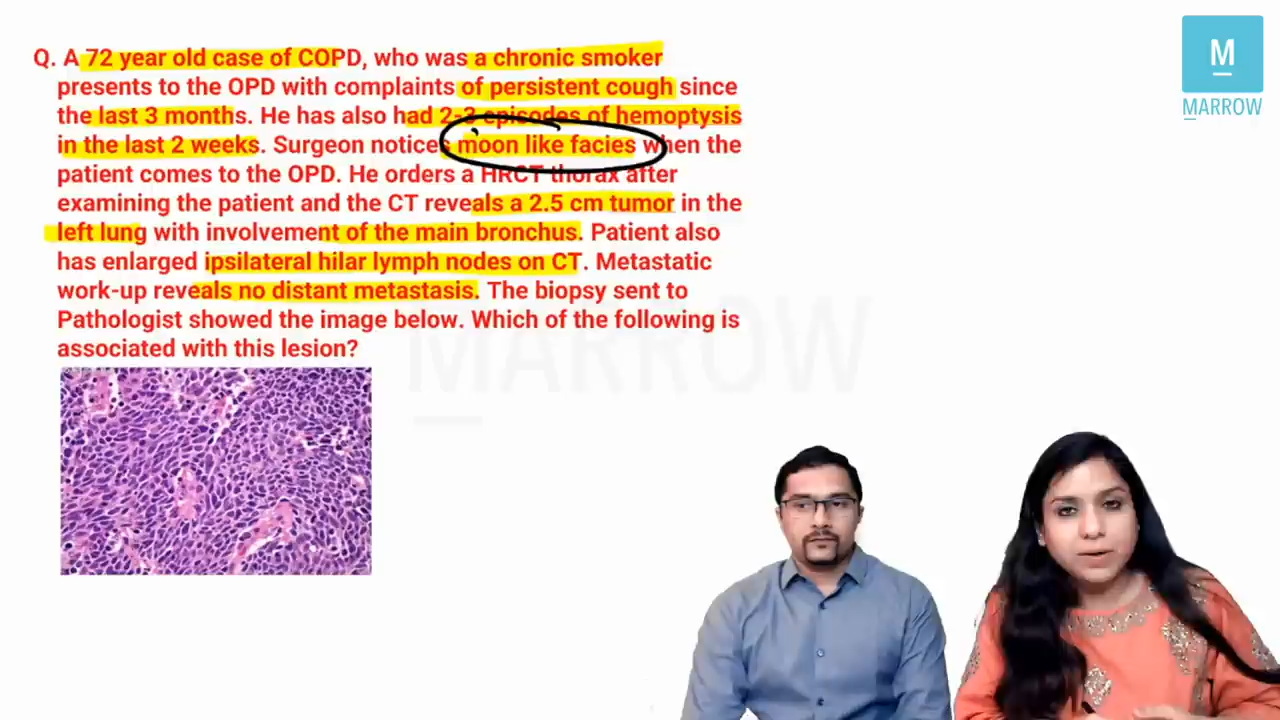 Q. A 72 year old case of COPD, who was a chronic smoker
presents to the OPD with complaints of persistent cough since
the last 3 months. He has also had 2-3 episodes of hemoptysis
in the last 2 weeks. Surgeon notices moon like facies when the
patient comes to the OPD. He orders a HRCT thorax after
examining the patient and the CT reveals a 2.5 cm tumor in the
left lung with involvement of the main bronchus. Patient also
has enlarged ipsilateral hilar lymph nodes on CT. Metastatic
work-up reveals no distant metastasis. The biopsy sent to
Pathologist showed the image below. Which of the following is
associated with this lesion?
M
MARROW
MARROW